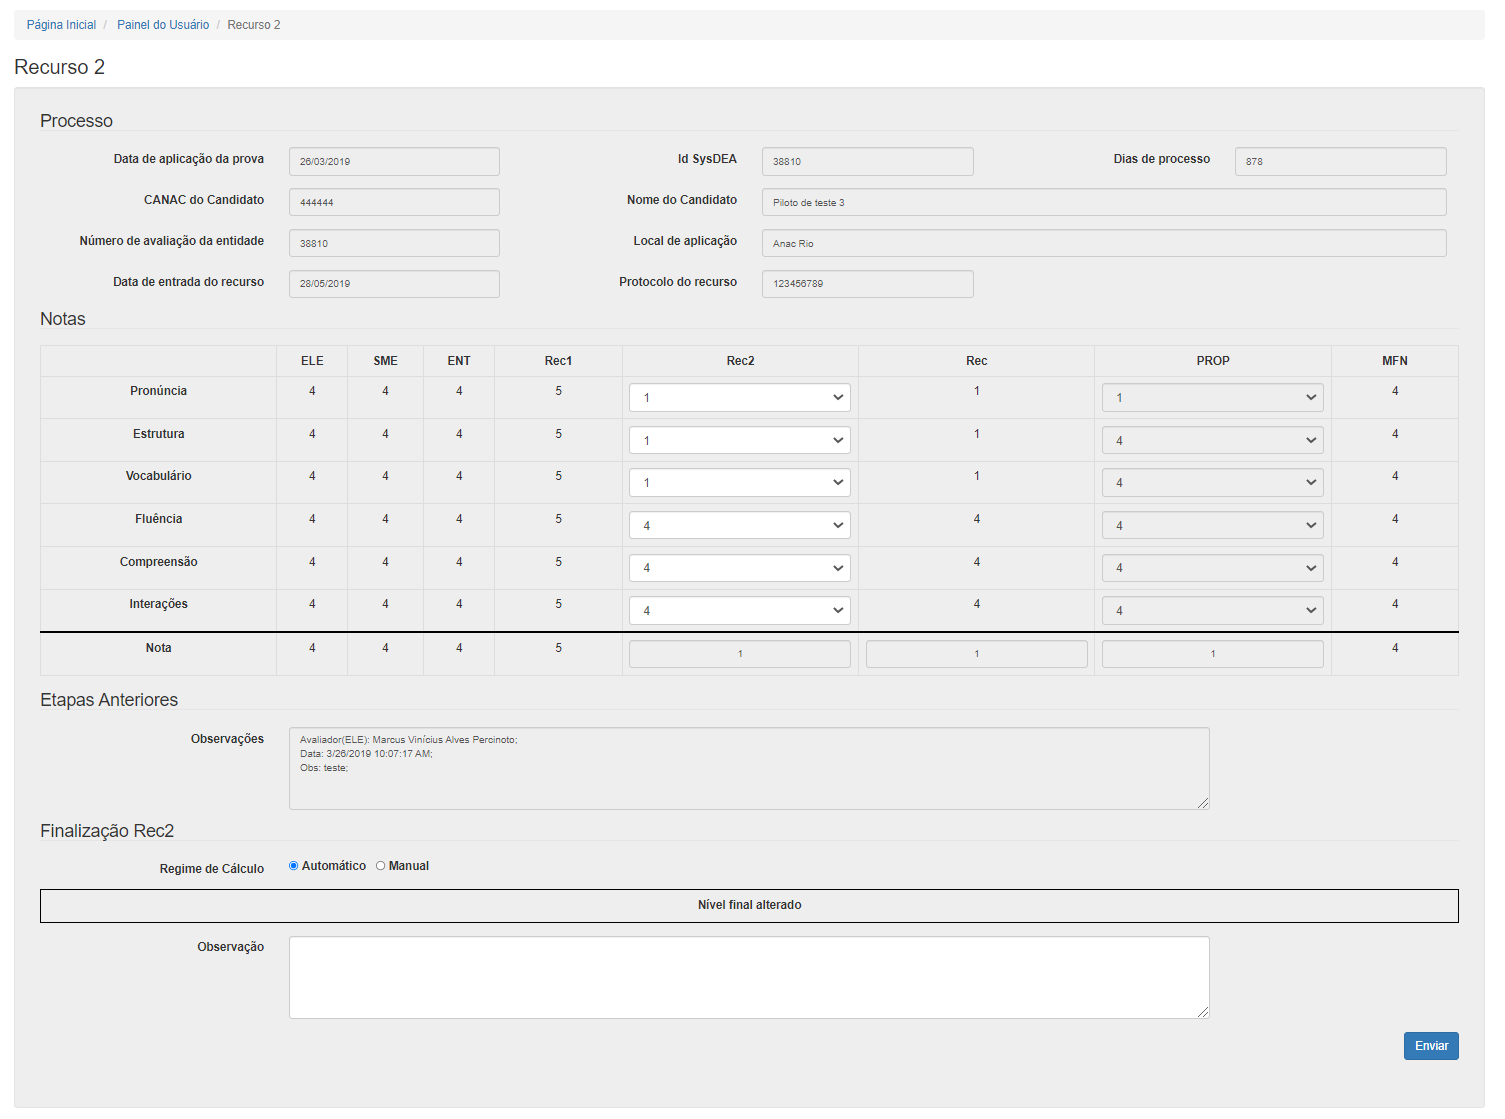 Página Inicial / Painel do Usuário / Recurso 2
Recurso 2
Processo
Data de aplicação da prova 26/03/2019 Id SysDEA 38810 Dias de processo 878
CANAC do Candidato 444444 Nome do Candidato Piloto de teste 3
Número de avaliação da entidade 38810 Local de aplicação Anac Rio
Data de entrada do recurso 28/05/2019 Protocolo do recurso 123456789
Notas
ELE SME ENT Rec1 Rec2 Rec PROP MFN
Pronúncia 4 4 4 5 1 1 1 4
Estrutura 4 4 4 5 1 1 4 4
Vocabulário 4 4 4 5 1 1 4 4
Fluência 4 4 4 5 4 4 4 4
Compreensão 4 4 4 5 4 4 4 4
Interações 4 4 4 5 4 4 4 4
Nota 4 4 4 5 1 1 1 4
Etapas Anteriores
Observações Avaliador(ELE): Marcus Vinícius Alves Percinoto;
Data: 3/26/2019 10:07:17 AM;
Obs: teste;
Finalização Rec2
Regime de Cálculo Automático Manual
Nível final alterado
Observação
Enviar